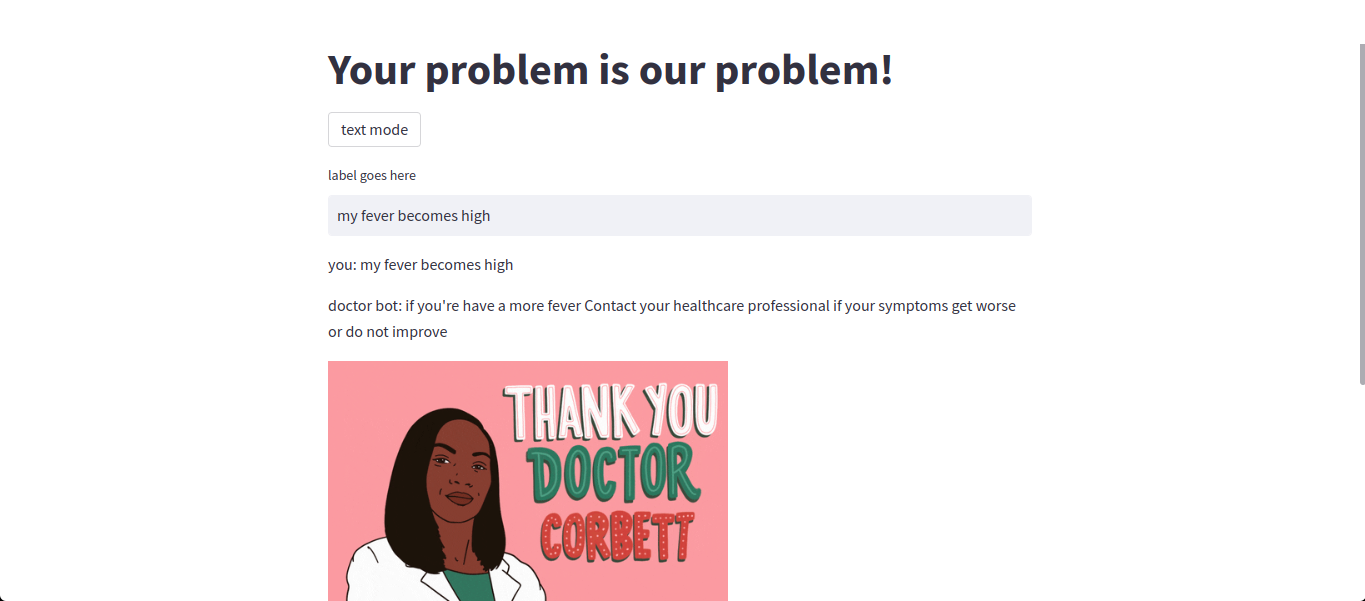 Your problem is our problem!
text mode
label goes here
my fever becomes high
you: my fever becomes high
doctor bot: if you're have a more fever Contact your healthcare professional if your symptoms get worse
or do not improve
THANK YOU
DOCTOR
CORBETT